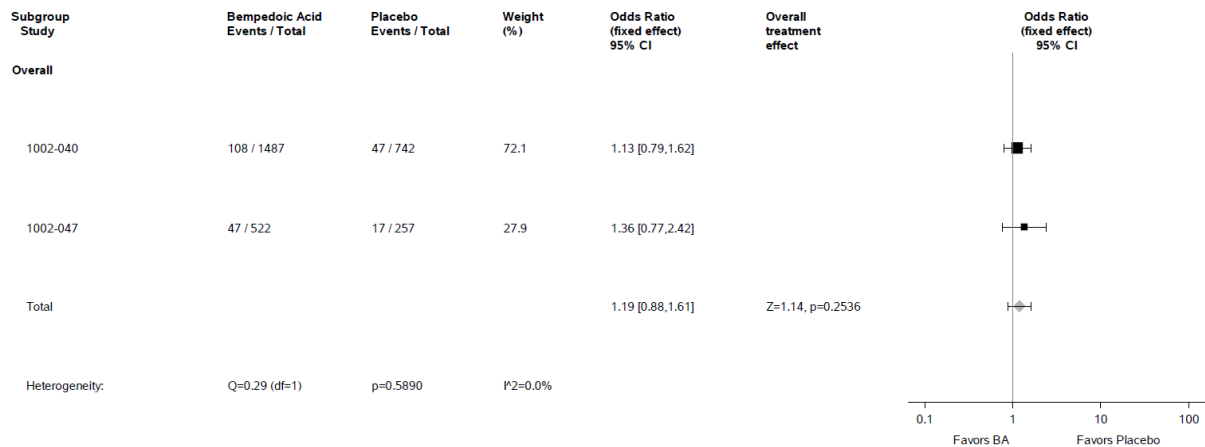 Subgroup Bempedoic Acid Placebo Weight Odds Ratio Overall Odds Ratio
Study Events / Total Events / Total (%) (fixed effect) treatment (fixed effect)
95% CI effect 95% CI
Overall
1002-040 108 / 1487 47 / 742 72.1 1.13 [0.79,1.62]
1002-047 47 / 522 17 / 257 27.9 1.36 [0.77,2.42]
Total 1.19 [0.88,1.61] Z=1.14, p=0.2536
Heterogeneity: Q=0.29 (df=1) p=0.5890 I^2=0.0%
0.1 1 10 100
Favors BA Favors Placebo